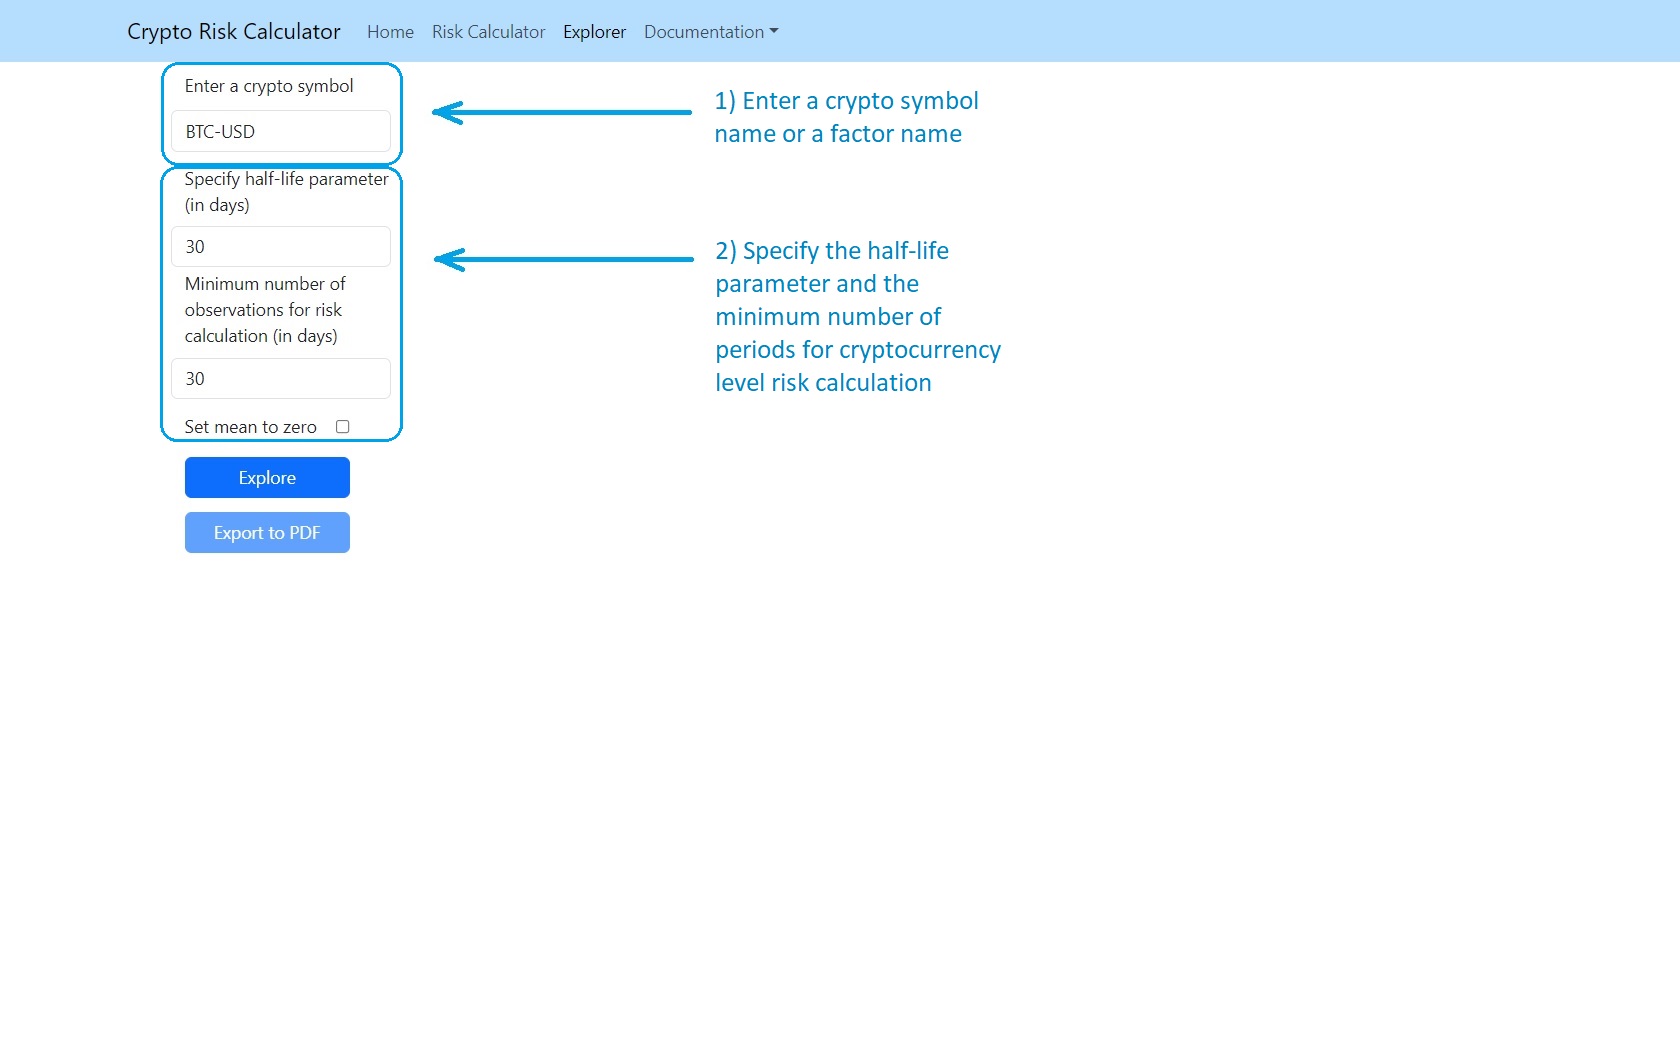 Crypto Risk Calculator Home Risk Calculator Explorer Documentation
Enter a crypto symbol
BTC-USD
1) Enter a crypto symbol
name or a factor name
Specify half-life parameter
(in days)
30
Minimum number of
observations for risk
calculation (in days)
30
Set mean to zero
2) Specify the half-life
parameter and the
minimum number of
periods for cryptocurrency
level risk calculation
Explore
Export to PDF